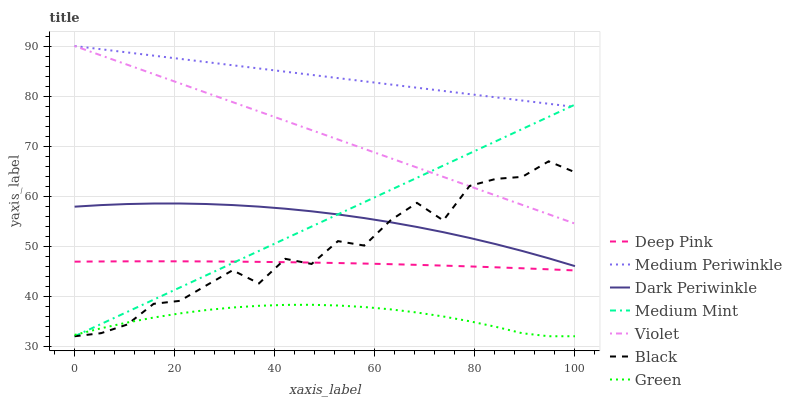 title
yaxis_label
90
80
70
60
50
40
30
0
20
40
60
80
100
xaxis_label
Deep Pink
Medium Periwinkle
Dark Periwinkle
Medium Mint
Violet
Black
Green